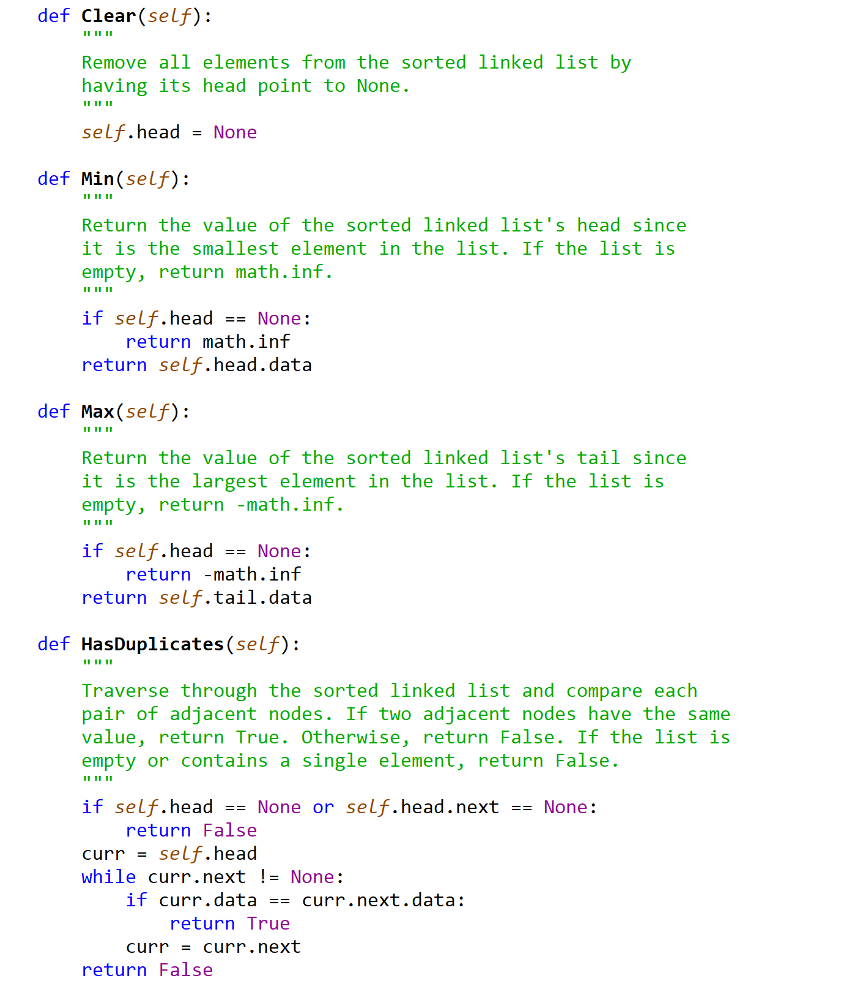 def Clear(self):
    """
    Remove all elements from the sorted linked list by
    having its head point to None.
    """
    self.head = None

def Min(self):
    """
    Return the value of the sorted linked list's head since
    it is the smallest element in the list. If the list is
    empty, return math.inf.
    """
    if self.head == None:
        return math.inf
    return self.head.data

def Max(self):
    """
    Return the value of the sorted linked list's tail since
    it is the largest element in the list. If the list is
    empty, return -math.inf.
    """
    if self.head == None:
        return -math.inf
    return self.tail.data

def HasDuplicates(self):
    """
    Traverse through the sorted linked list and compare each
    pair of adjacent nodes. If two adjacent nodes have the same
    value, return True. Otherwise, return False. If the list is
    empty or contains a single element, return False.
    """
    if self.head == None or self.head.next == None:
        return False
    curr = self.head
    while curr.next != None:
        if curr.data == curr.next.data:
            return True
        curr = curr.next
    return False